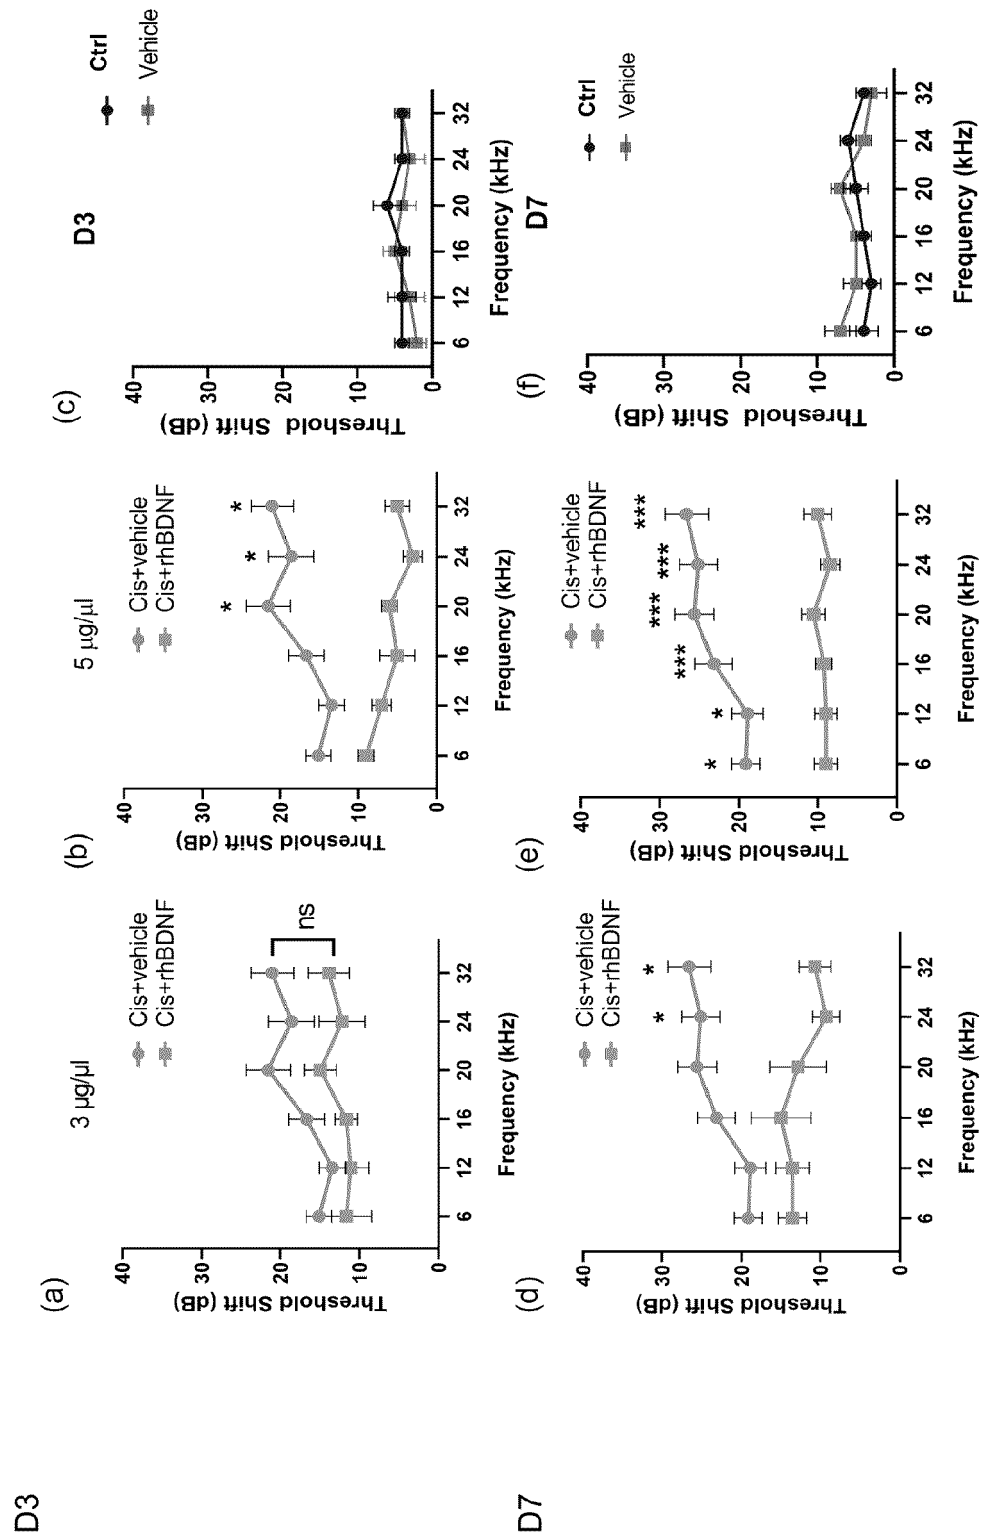 D3
3 µg/µl
(a)
Cis+vehicle
Cis+rhBDNF
ns
Threshold Shift (dB)
40
30
20
10
0
6
12
16
20
24
32
Frequency (kHz)
5 µg/µl
(b)
Cis+vehicle
Cis+rhBDNF
*
*
*
Threshold Shift (dB)
40
30
20
10
0
6
12
16
20
24
32
Frequency (kHz)
(c)
D3
Ctrl
Vehicle
Threshold Shift (dB)
40
30
20
10
0
6
12
16
20
24
32
Frequency (kHz)
D7
(d)
Cis+vehicle
Cis+rhBDNF
*
*
Threshold Shift (dB)
40
30
20
10
0
6
12
16
20
24
32
Frequency (kHz)
(e)
Cis+vehicle
Cis+rhBDNF
*
*
***
***
***
***
Threshold Shift (dB)
40
30
20
10
0
6
12
16
20
24
32
Frequency (kHz)
(f)
D7
Ctrl
Vehicle
Threshold Shift (dB)
40
30
20
10
0
6
12
16
20
24
32
Frequency (kHz)